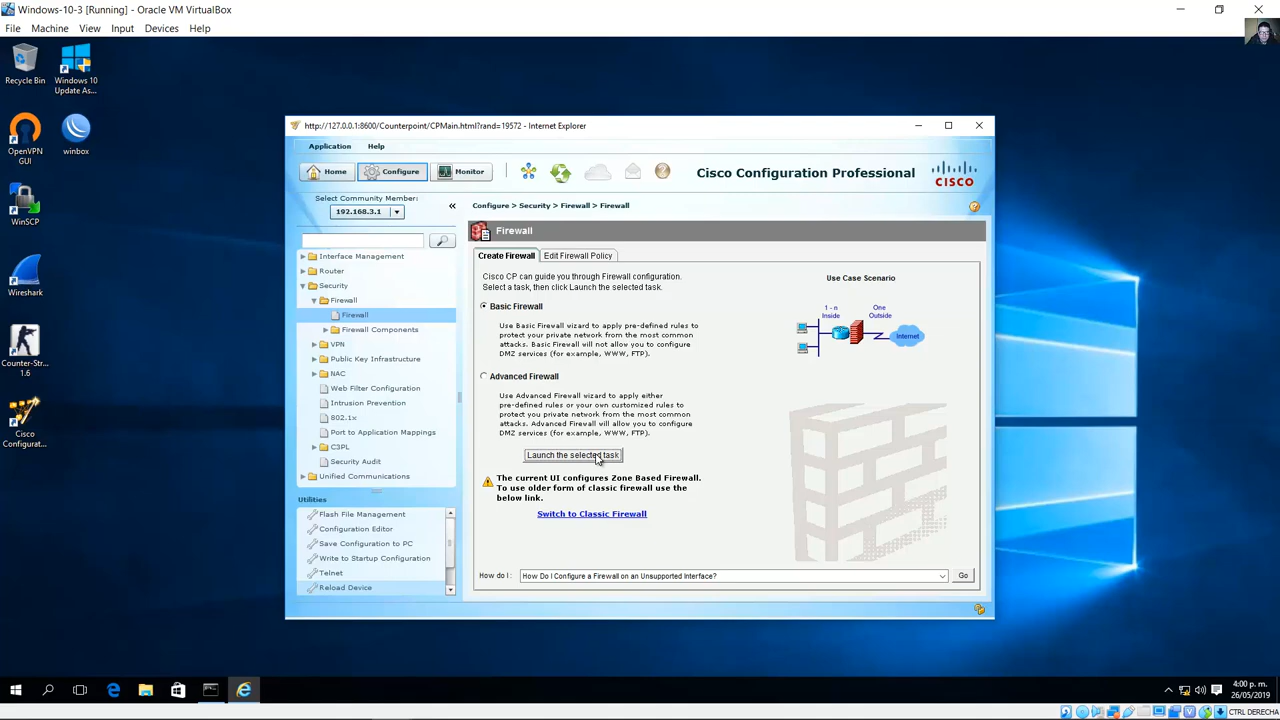 Windows-10-3 [Running] - Oracle VM VirtualBox
File Machine View Input Devices Help
Recycle Bin
Windows 10
Update As...
OpenVPN
GUI
winbox
WinSCP
Wireshark
Counter-Str...
1.6
Cisco
Configurat...
http://127.0.0.1:8600/Counterpoint/CPMain.html?rand=19572 - Internet Explorer
Application Help
Home Configure Monitor
Cisco Configuration Professional
CISCO
Select Community Member:
192.168.3.1
«
Interface Management
Router
Security
Firewall
Firewall
Firewall Components
VPN
Public Key Infrastructure
NAC
Web Filter Configuration
Intrusion Prevention
802.1x
Port to Application Mappings
C3PL
Security Audit
Unified Communications
Utilities
Flash File Management
Configuration Editor
Save Configuration to PC
Write to Startup Configuration
Telnet
Reload Device
Configure > Security > Firewall > Firewall
Firewall
Create Firewall Edit Firewall Policy
Cisco CP can guide you through Firewall configuration.
Select a task, then click Launch the selected task.
Basic Firewall
Use Basic Firewall wizard to apply pre-defined rules to
protect your private network from the most common
attacks. Basic Firewall will not allow you to configure
DMZ services (for example, WWW, FTP).
Advanced Firewall
Use Advanced Firewall wizard to apply either
pre-defined rules or your own customized rules to
protect you private network from the most common
attacks. Advanced Firewall will allow you to configure
DMZ services (for example, WWW, FTP).
Launch the selected task
The current UI configures Zone Based Firewall.
To use older form of classic firewall use the
below link.
Switch to Classic Firewall
Use Case Scenario
1 - n
Inside
One
Outside
Internet
How do I: How Do I Configure a Firewall on an Unsupported Interface? Go
4:00 p. m.
26/05/2019
CTRL DERECHA